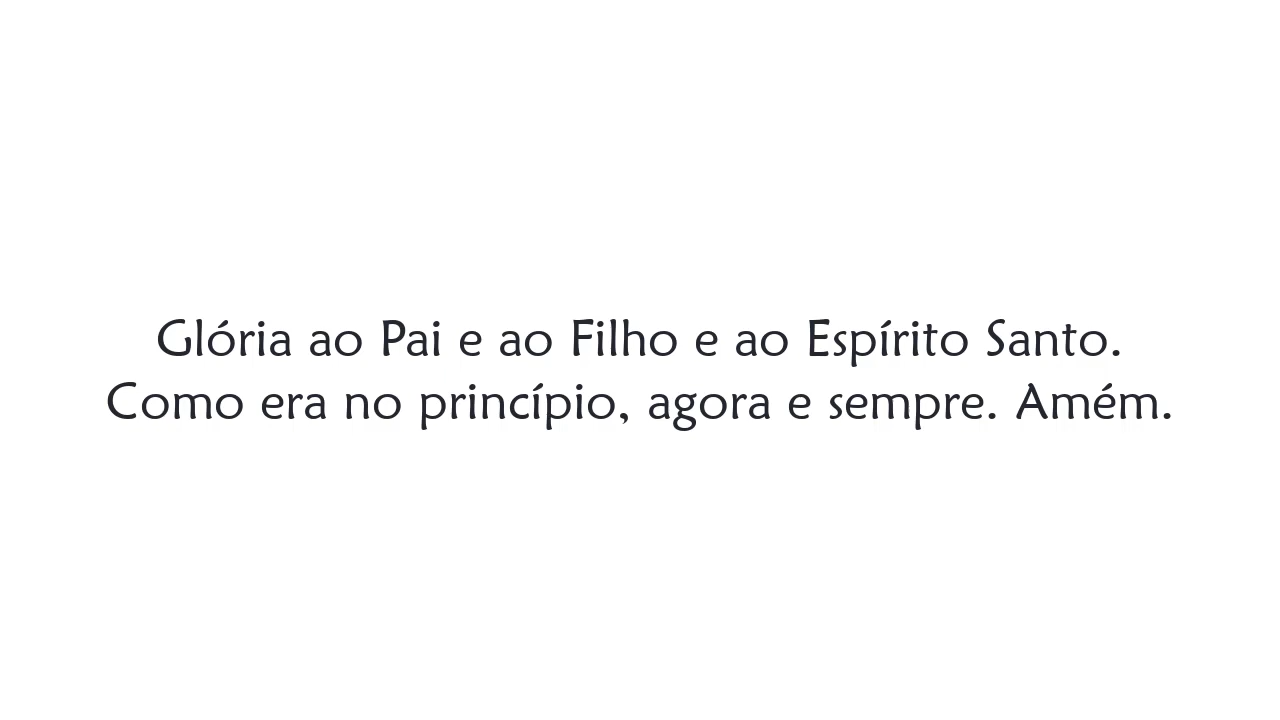 Glória ao Pai e ao Filho e ao Espírito Santo.
Como era no princípio, agora e sempre. Amém.